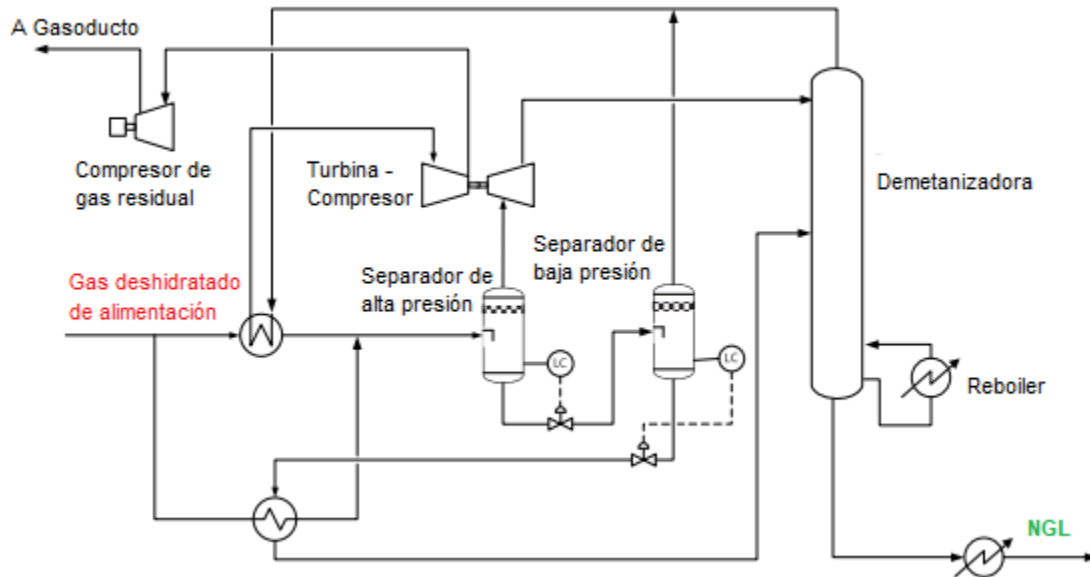 A Gasoducto
Compresor de
gas residual
Turbina -
Compresor
Demetanizadora
Separador de
baja presión
Separador de
alta presión
Gas deshidratado
de alimentación
LC
LC
Reboiler
NGL